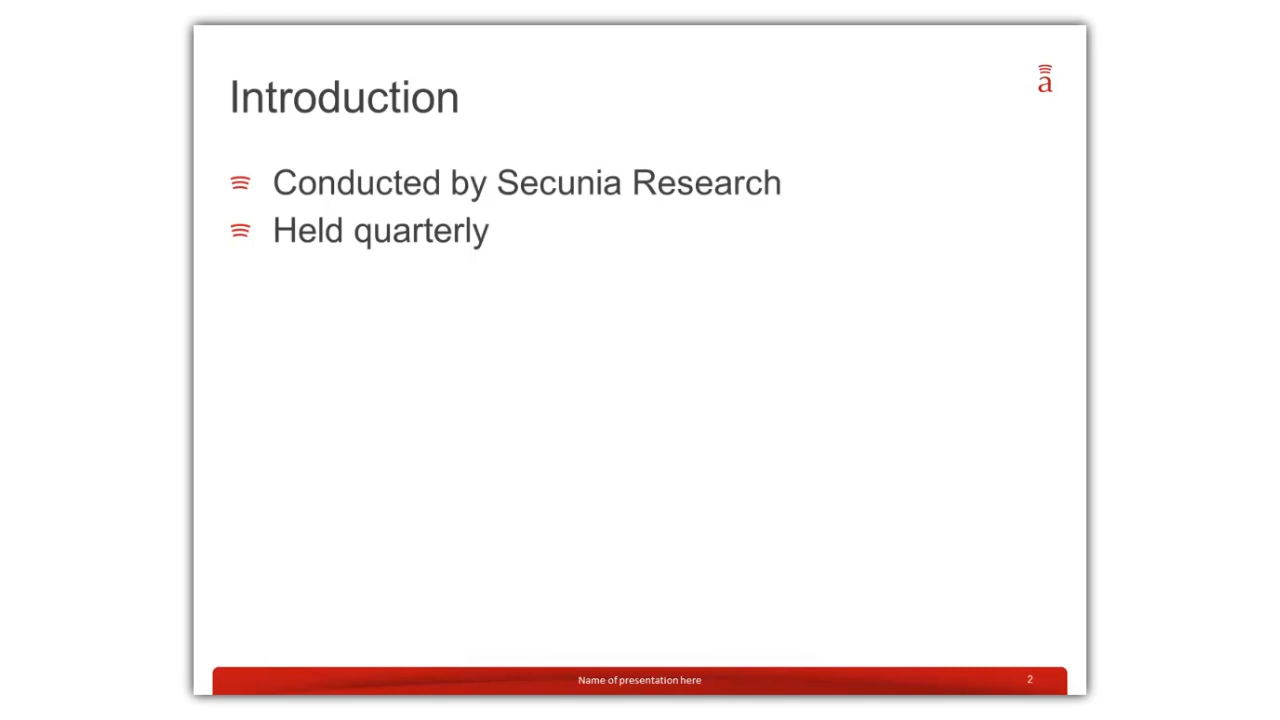 Introduction
a
Conducted by Secunia Research
Held quarterly
Name of presentation here
2